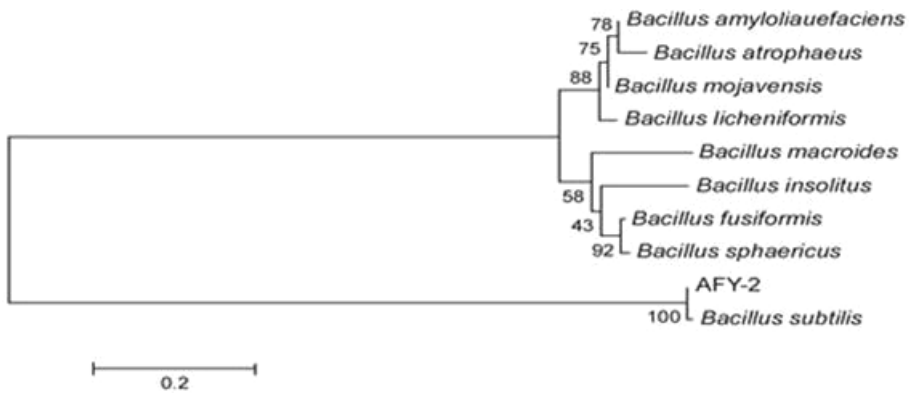 78 Bacillus amyloliauefaciens
75 Bacillus atrophaeus
88 Bacillus mojavensis
Bacillus licheniformis
Bacillus macroides
58 Bacillus insolitus
43 Bacillus fusiformis
92 Bacillus sphaericus
AFY-2
100 Bacillus subtilis
0.2